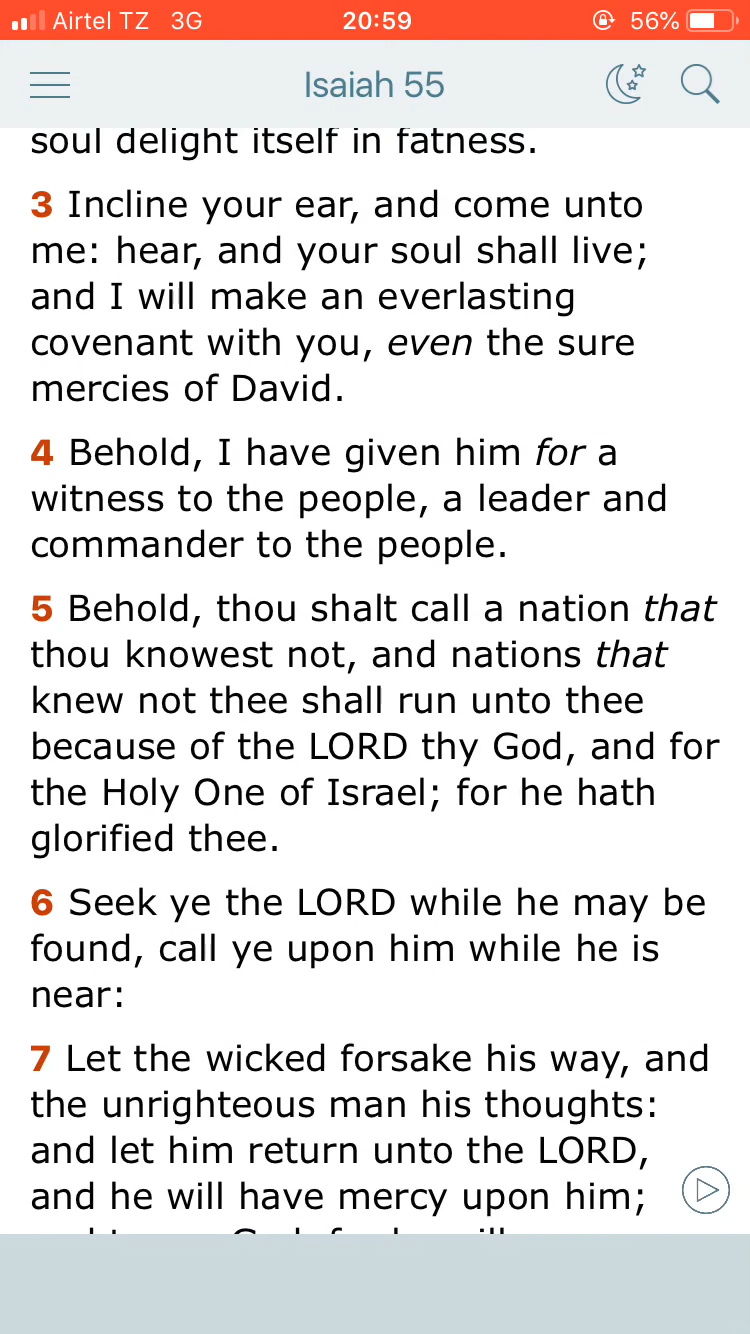 Airtel TZ 3G 20:59 56%
Isaiah 55
soul delight itself in fatness.
3 Incline your ear, and come unto
me: hear, and your soul shall live;
and I will make an everlasting
covenant with you, even the sure
mercies of David.
4 Behold, I have given him for a
witness to the people, a leader and
commander to the people.
5 Behold, thou shalt call a nation that
thou knowest not, and nations that
knew not thee shall run unto thee
because of the LORD thy God, and for
the Holy One of Israel; for he hath
glorified thee.
6 Seek ye the LORD while he may be
found, call ye upon him while he is
near:
7 Let the wicked forsake his way, and
the unrighteous man his thoughts:
and let him return unto the LORD,
and he will have mercy upon him;